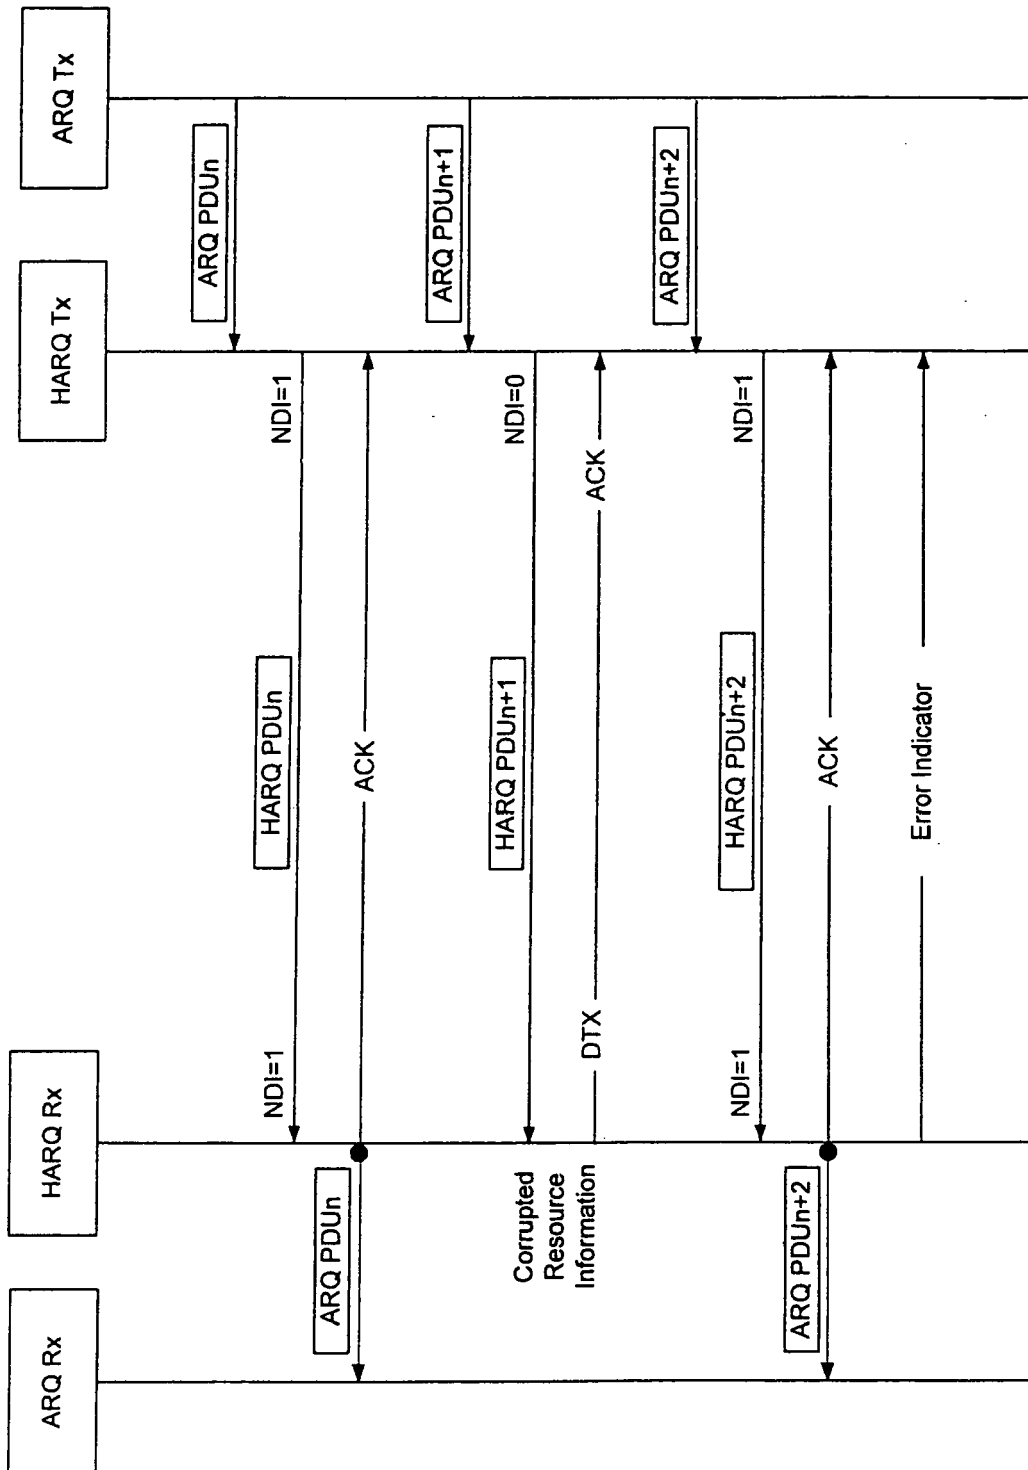 ARQ Rx
HARQ Rx
HARQ Tx
ARQ Tx
ARQ PDUn
NDI=1
HARQ PDUn
NDI=1
ARQ PDUn
ACK
ARQ PDUn+1
NDI=0
HARQ PDUn+1
Corrupted
Resource
Information
DTX
ACK
ARQ PDUn+2
NDI=1
HARQ PDUn+2
NDI=1
ARQ PDUn+2
ACK
Error Indicator